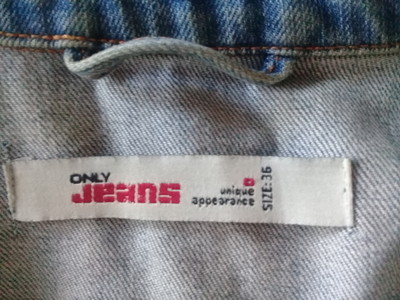 ONLY
Jeans
unique
appearance
SIZE: 36